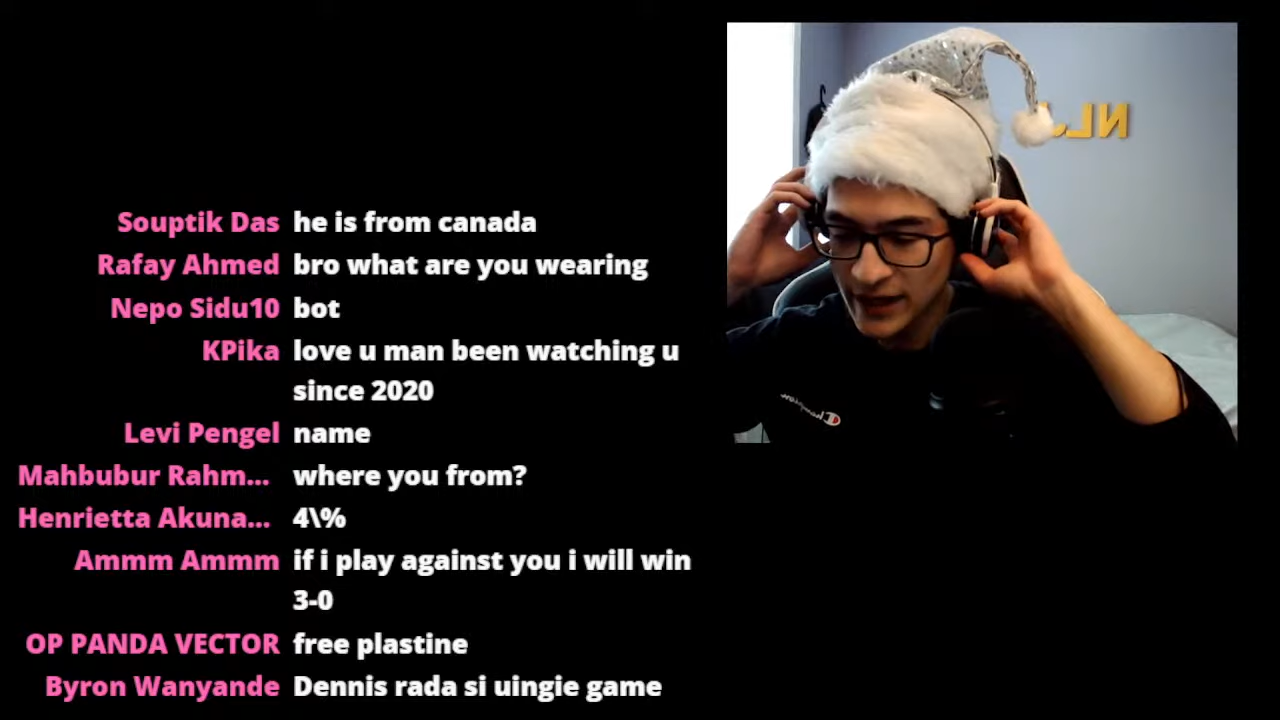 NL
Champion
Souptik Das he is from canada
Rafay Ahmed bro what are you wearing
Nepo Sidu10 bot
KPika love u man been watching u
since 2020
Levi Pengel name
Mahbubur Rahm... where you from?
Henrietta Akuna... 4\%
Ammm Ammm if i play against you i will win
3-0
OP PANDA VECTOR free plastine
Byron Wanyande Dennis rada si uingie game